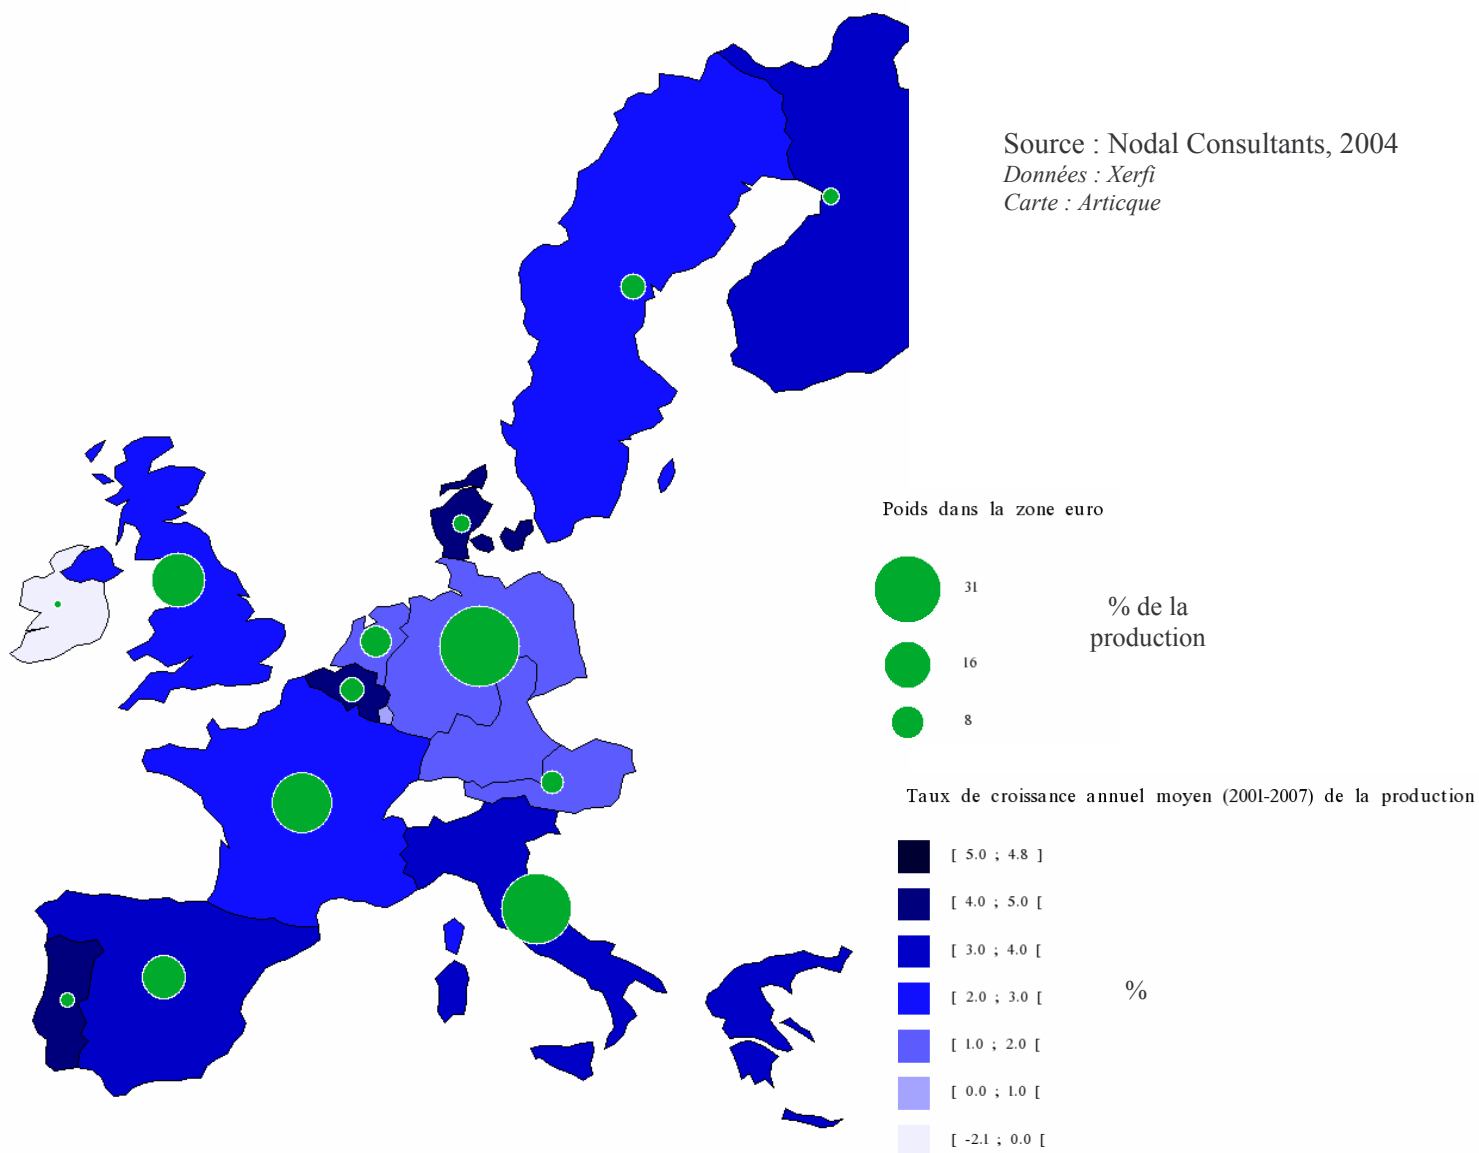 Source : Nodal Consultants, 2004
Données : Xerfi
Carte : Articque
Poids dans la zone euro
31
16
8
% de la
production
Taux de croissance annuel moyen (2001-2007) de la production
[ 5.0 ; 4.8 ]
[ 4.0 ; 5.0 [
[ 3.0 ; 4.0 [
[ 2.0 ; 3.0 [
[ 1.0 ; 2.0 [
[ 0.0 ; 1.0 [
[ -2.1 ; 0.0 [
%